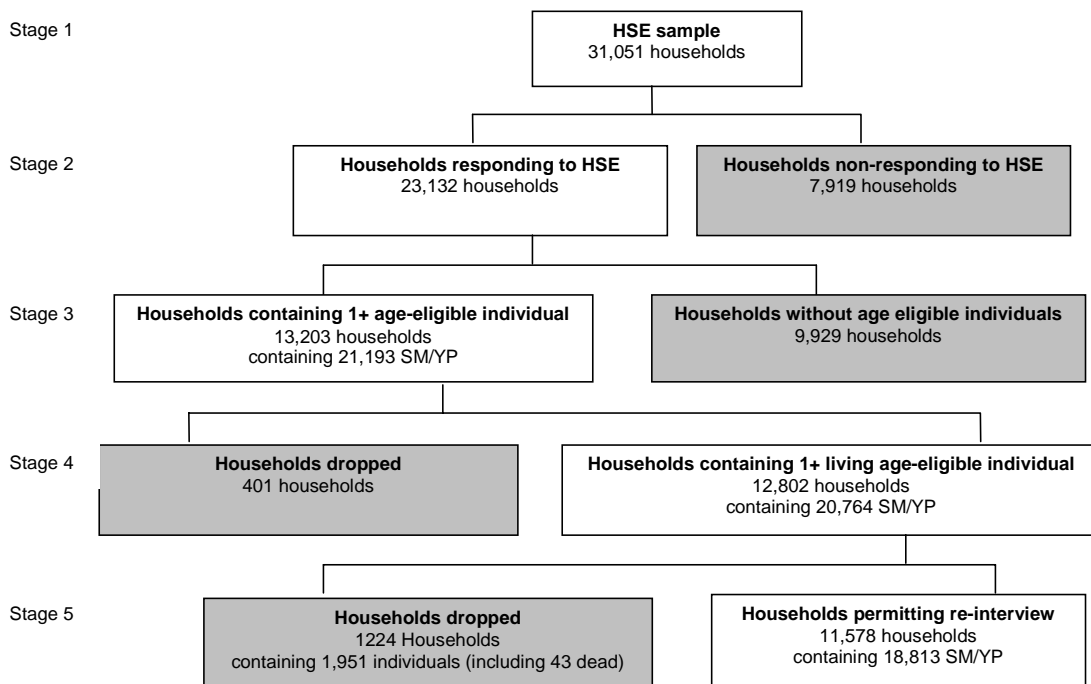 Stage 1
HSE sample
31,051 households
Stage 2
Households responding to HSE
23,132 households
Households non-responding to HSE
7,919 households
Stage 3
Households containing 1+ age-eligible individual
13,203 households
containing 21,193 SM/YP
Households without age eligible individuals
9,929 households
Stage 4
Households dropped
401 households
Households containing 1+ living age-eligible individual
12,802 households
containing 20,764 SM/YP
Stage 5
Households dropped
1224 Households
containing 1,951 individuals (including 43 dead)
Households permitting re-interview
11,578 households
containing 18,813 SM/YP